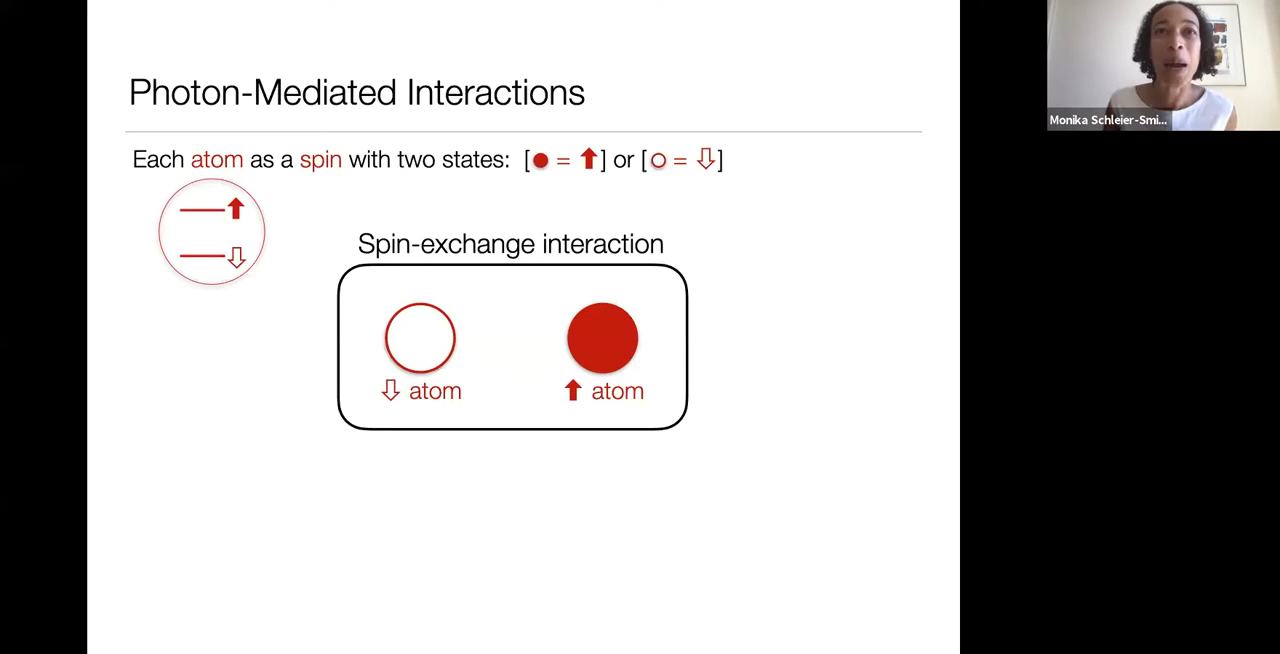 Photon-Mediated Interactions
Each atom as a spin with two states: [● = ⬆] or [○ = ⇩]
⬆
⇩
Spin-exchange interaction
⇩ atom
⬆ atom
Monika Schleier-Smi...